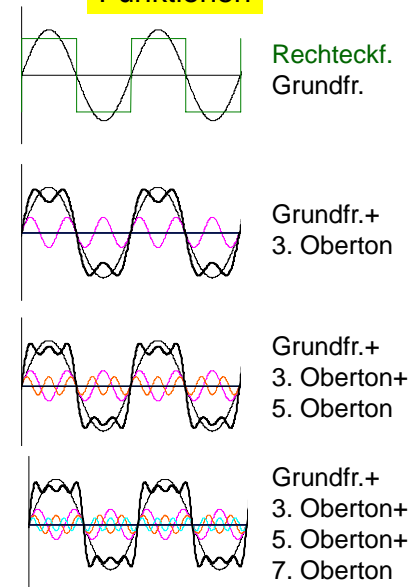 Funktionen
Rechteckf.
Grundfr.
Grundfr.+
3. Oberton
Grundfr.+
3. Oberton+
5. Oberton
Grundfr.+
3. Oberton+
5. Oberton+
7. Oberton